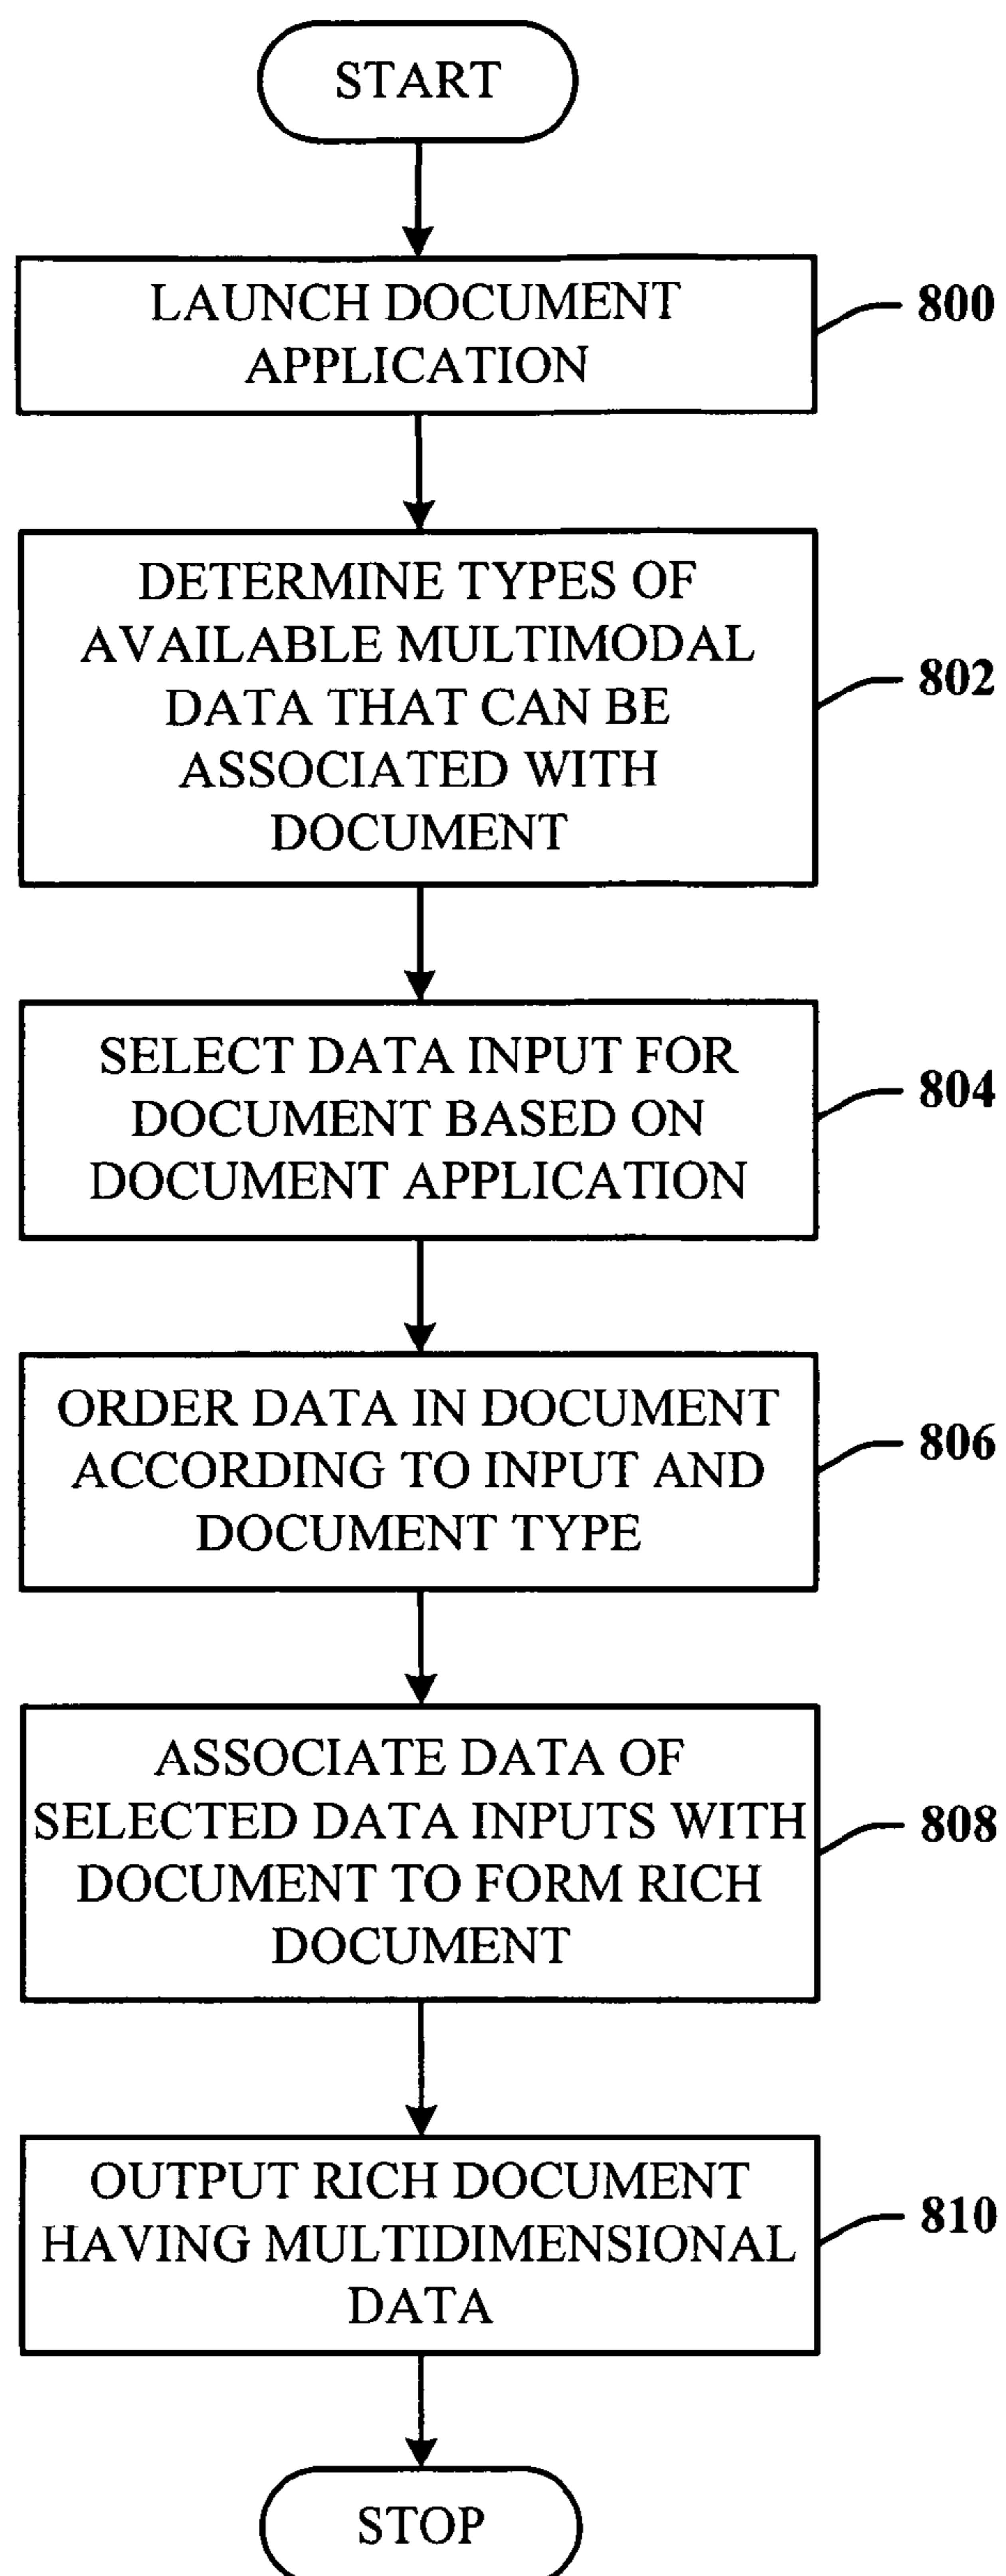 START
LAUNCH DOCUMENT
APPLICATION
800
DETERMINE TYPES OF
AVAILABLE MULTIMODAL
DATA THAT CAN BE
ASSOCIATED WITH
DOCUMENT
802
SELECT DATA INPUT FOR
DOCUMENT BASED ON
DOCUMENT APPLICATION
804
ORDER DATA IN DOCUMENT
ACCORDING TO INPUT AND
DOCUMENT TYPE
806
ASSOCIATE DATA OF
SELECTED DATA INPUTS WITH
DOCUMENT TO FORM RICH
DOCUMENT
808
OUTPUT RICH DOCUMENT
HAVING MULTIDIMENSIONAL
DATA
810
STOP